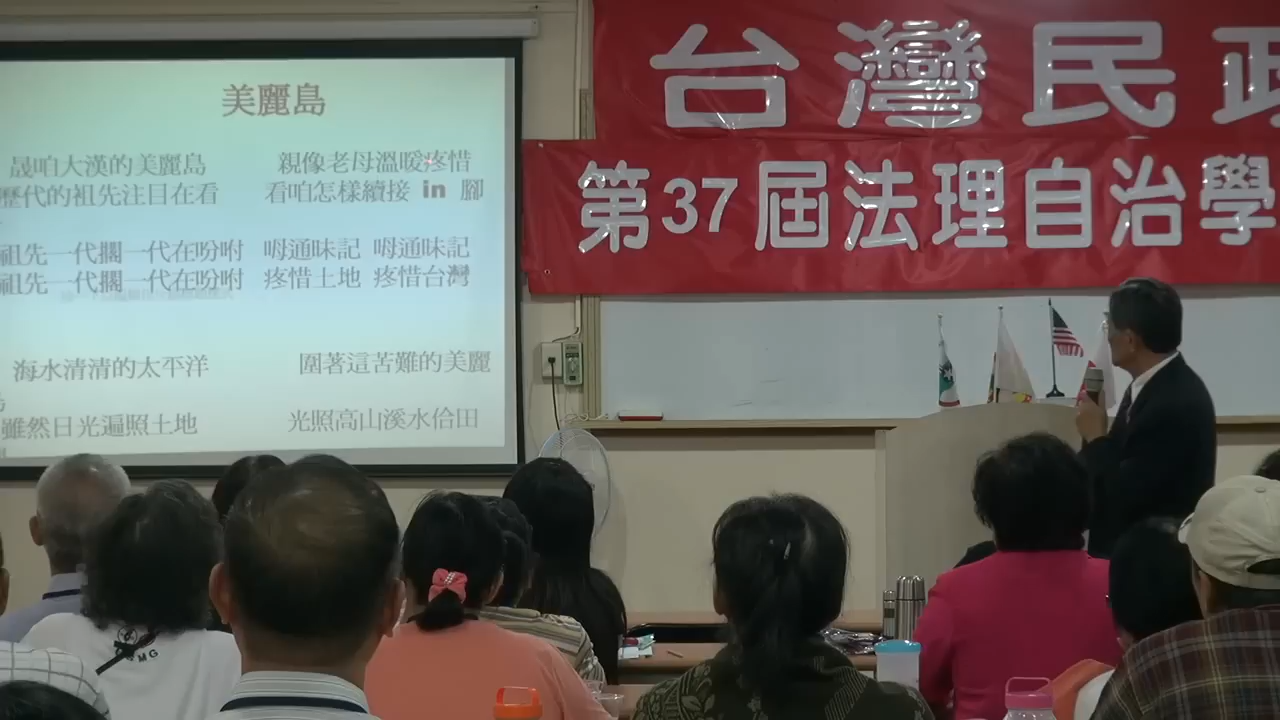 美麗島
晟咱大漢的美麗島 親像老母溫暖疼惜
歷代的祖先注目在看 看咱怎樣續接 in 腳
祖先一代擱一代在吩咐 呣通昧記 呣通昧記
祖先一代擱一代在吩咐 疼惜土地 疼惜台灣
海水清清的太平洋 圍著這苦難的美麗
雖然日光遍照土地 光照高山溪水佮田
台灣民政
第37屆法理自治學
MG